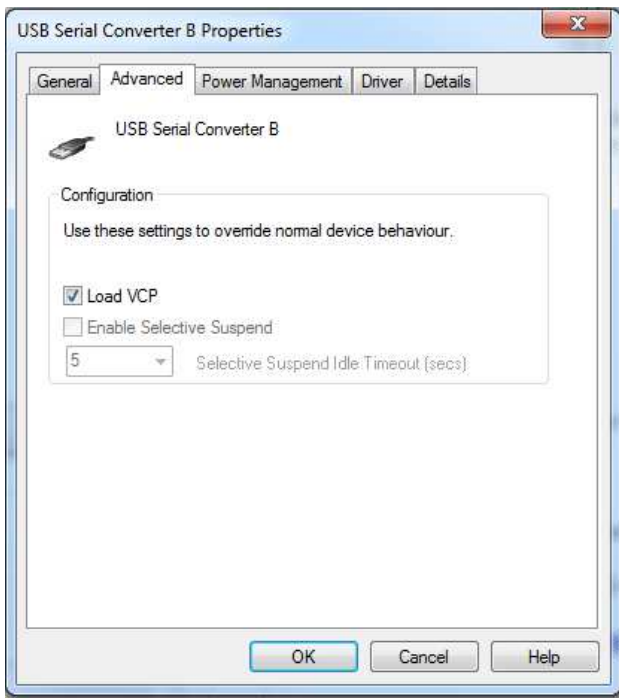 USB Serial Converter B Properties
General Advanced Power Management Driver Details
USB Serial Converter B
Configuration
Use these settings to override normal device behaviour.
Load VCP
Enable Selective Suspend
5 Selective Suspend Idle Timeout (secs)
OK Cancel Help